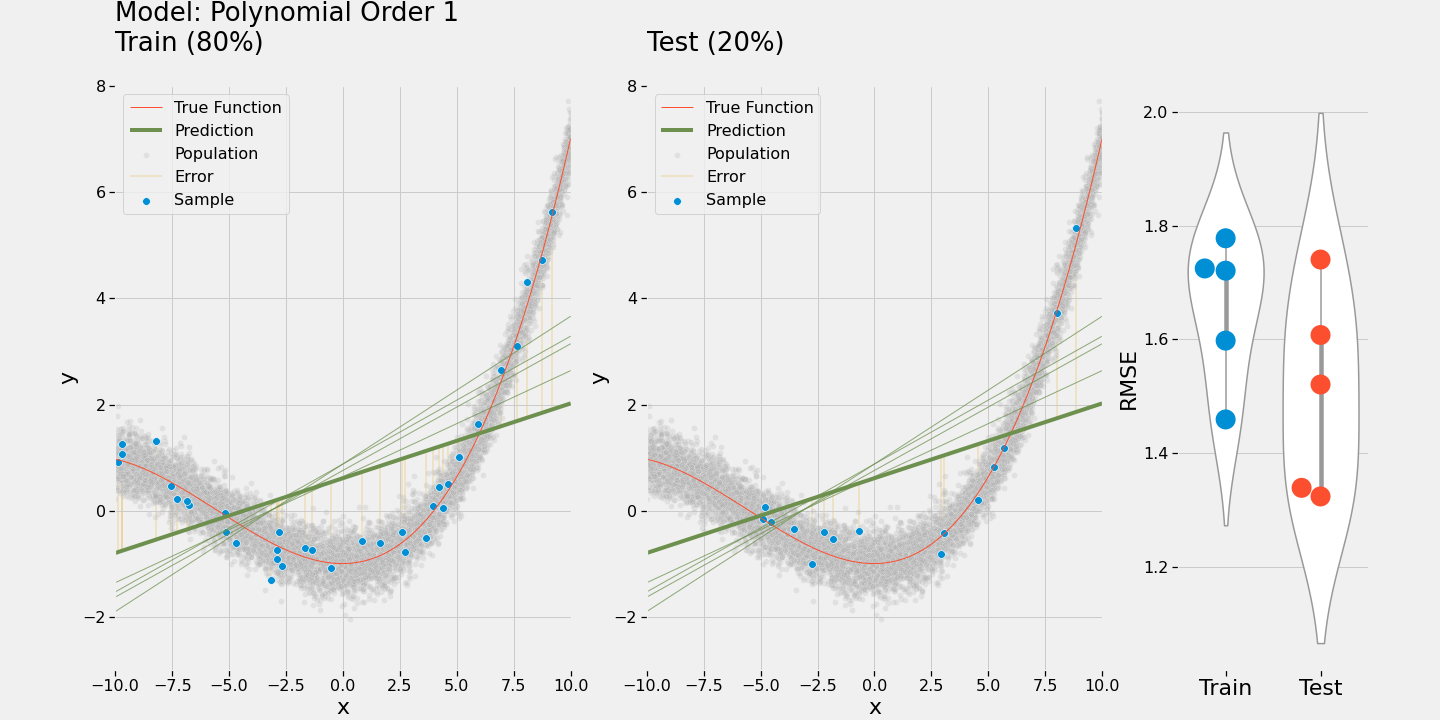 Model: Polynomial Order 1
Train (80%)
Test (20%)
8
6
4
2
0
−2
y
True Function
Prediction
Population
Error
Sample
−10.0 −7.5 −5.0 −2.5 0.0 2.5 5.0 7.5 10.0
x
8
6
4
2
0
−2
y
True Function
Prediction
Population
Error
Sample
−10.0 −7.5 −5.0 −2.5 0.0 2.5 5.0 7.5 10.0
x
2.0
1.8
1.6
1.4
1.2
RMSE
Train Test